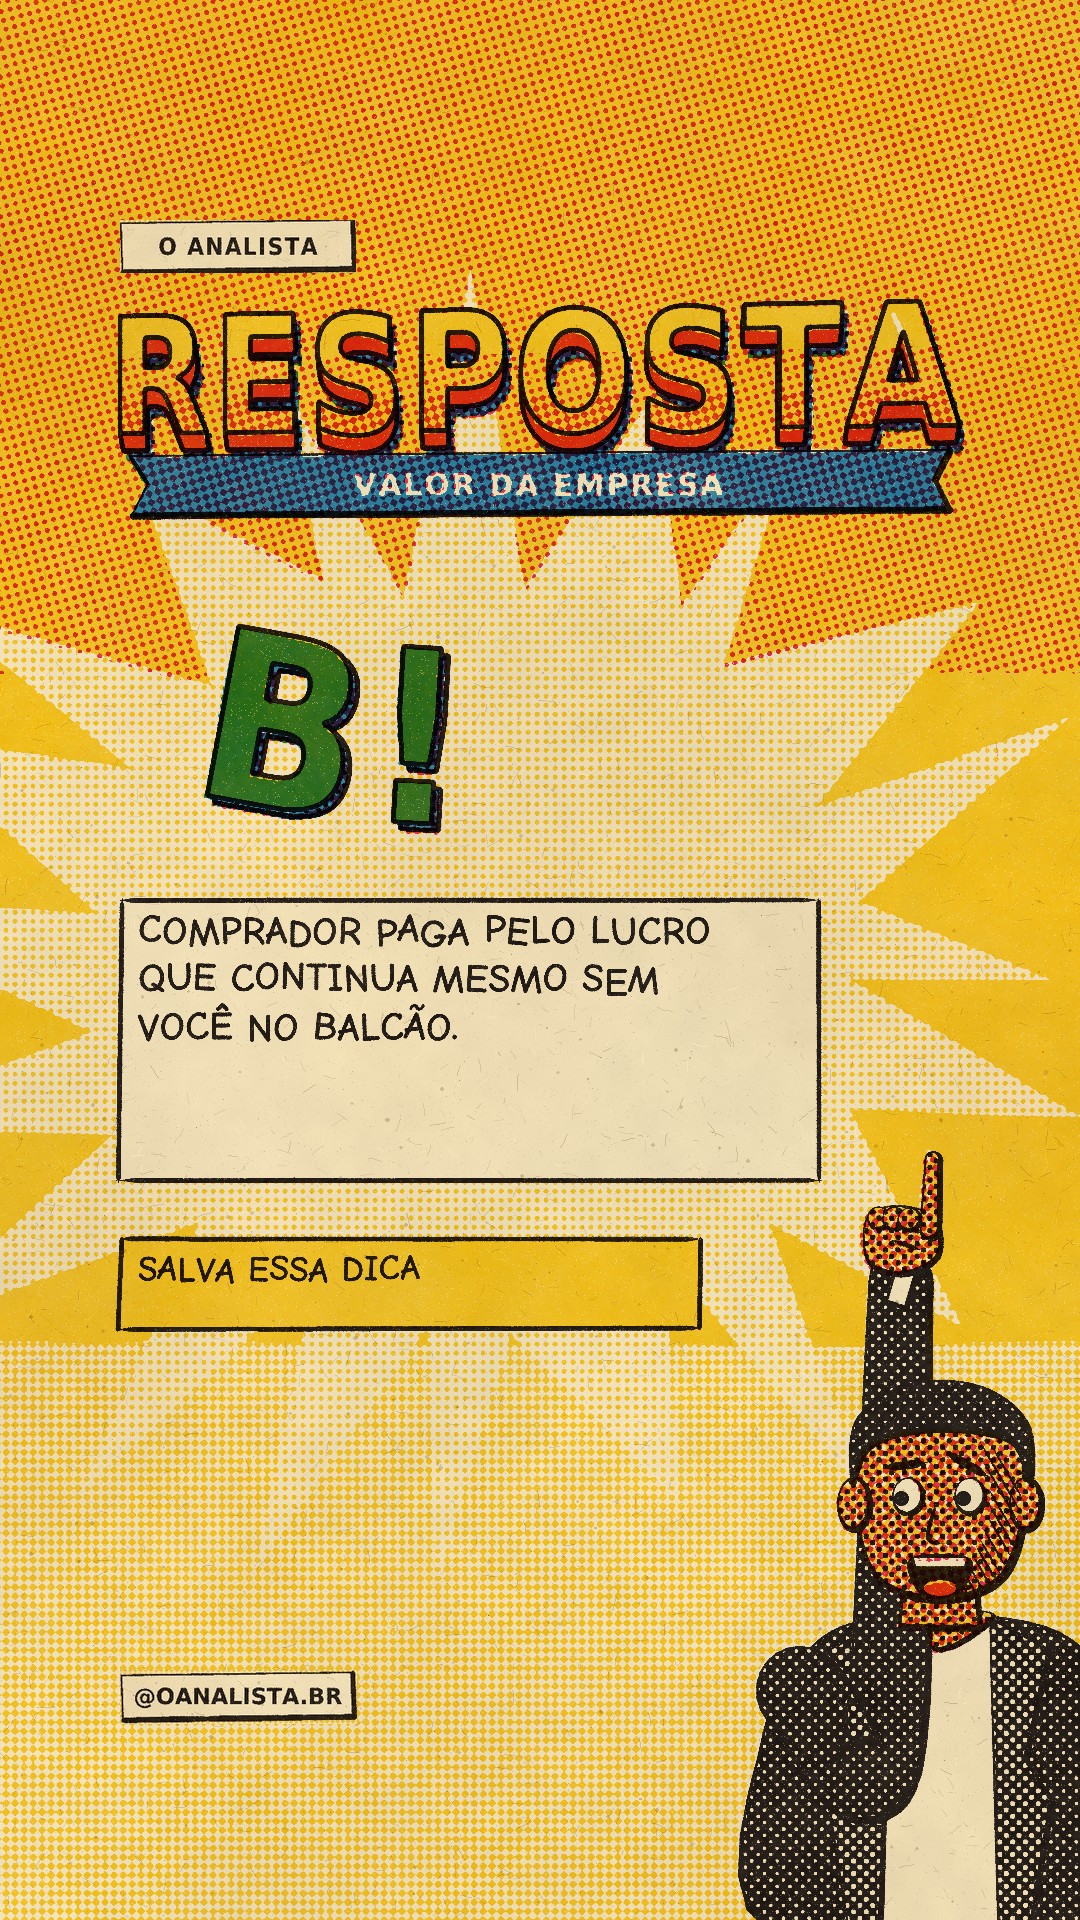 O ANALISTA
RESPOSTA
VALOR DA EMPRESA
B!
COMPRADOR PAGA PELO LUCRO
QUE CONTINUA MESMO SEM
VOCÊ NO BALCÃO.
SALVA ESSA DICA
@OANALISTA.BR